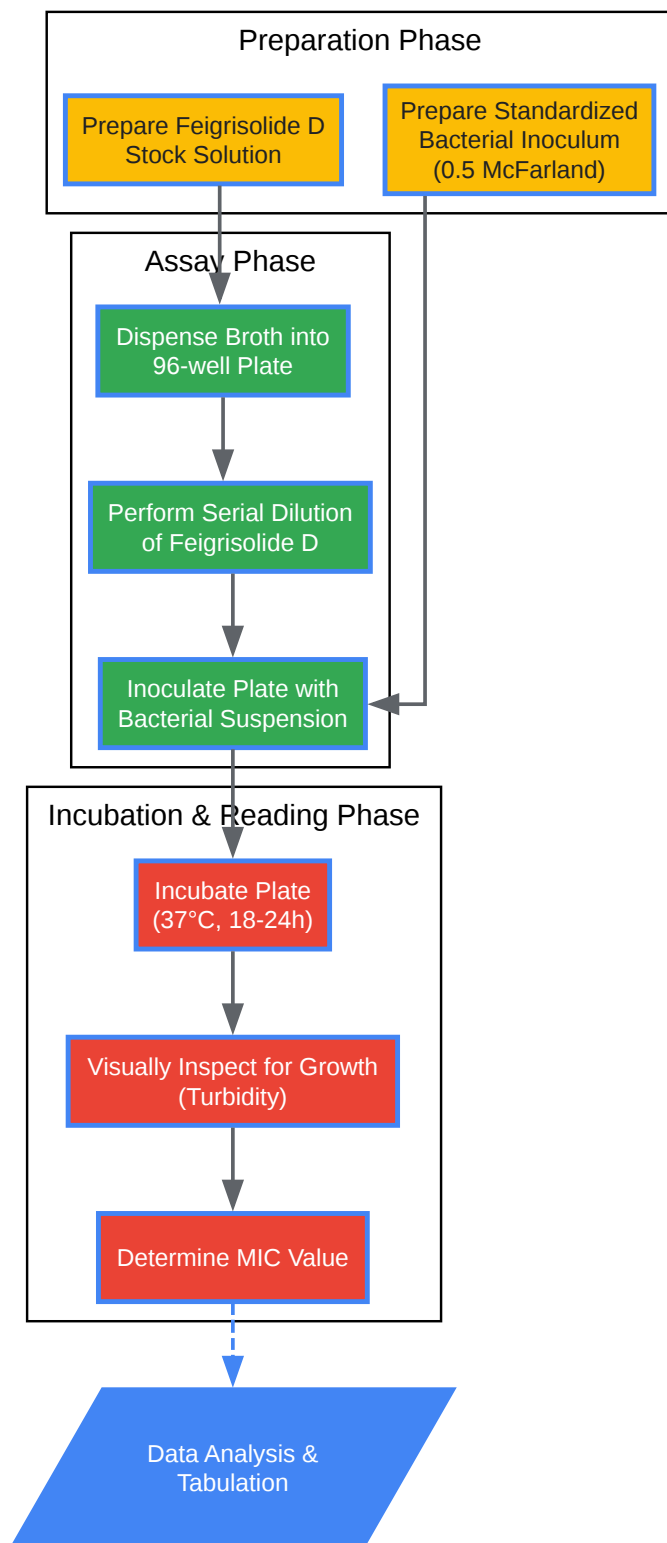 Preparation Phase
Prepare Feigrisolide D
Stock Solution
Prepare Standardized
Bacterial Inoculum
(0.5 McFarland)
Assay Phase
Dispense Broth into
96-well Plate
Perform Serial Dilution
of Feigrisolide D
Inoculate Plate with
Bacterial Suspension
Incubation & Reading Phase
Incubate Plate
(37°C, 18-24h)
Visually Inspect for Growth
(Turbidity)
Determine MIC Value
Data Analysis &
Tabulation